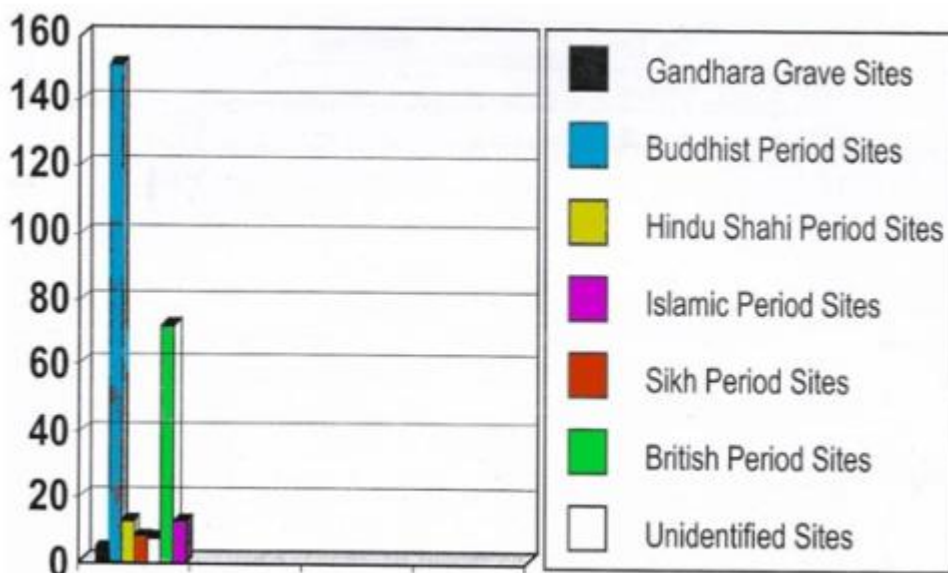 160
140
120
100
80
60
40
20
0
Gandhara Grave Sites
Buddhist Period Sites
Hindu Shahi Period Sites
Islamic Period Sites
Sikh Period Sites
British Period Sites
Unidentified Sites